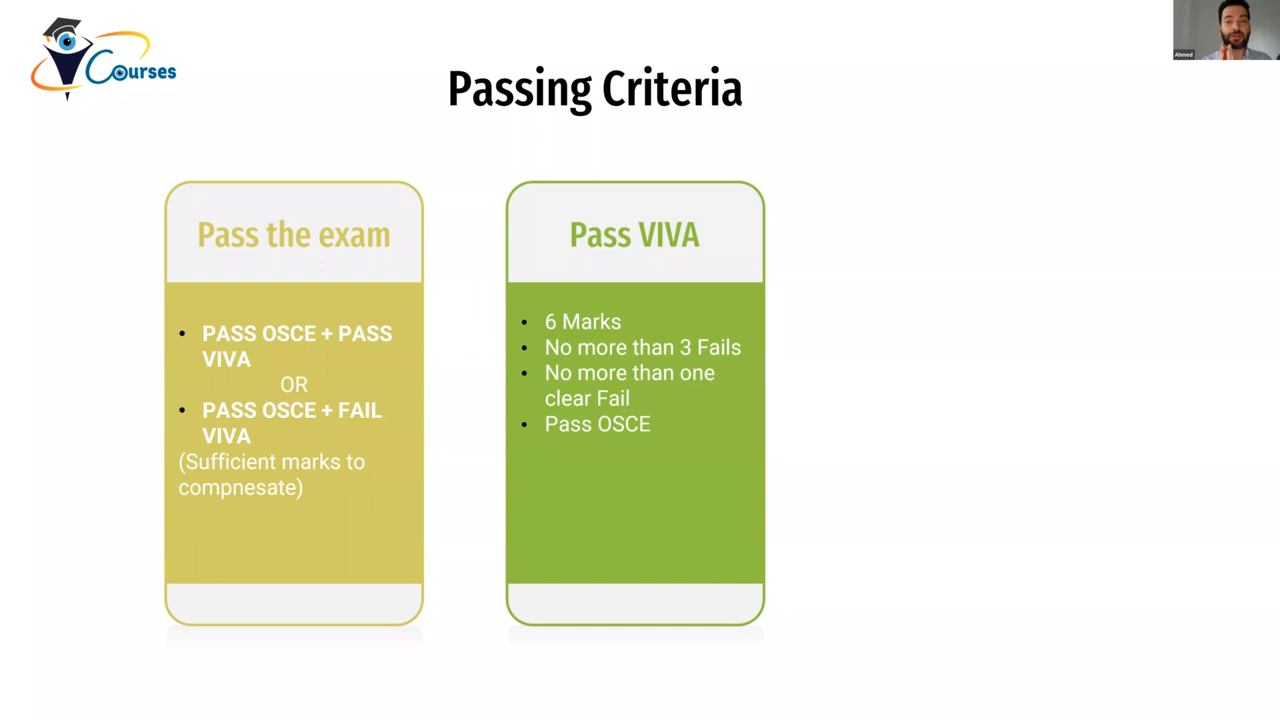 Courses
Ahmed
Passing Criteria
Pass the exam
• PASS OSCE + PASS
VIVA
OR
• PASS OSCE + FAIL
VIVA
(Sufficient marks to
compnesate)
Pass VIVA
• 6 Marks
• No more than 3 Fails
• No more than one
clear Fail
• Pass OSCE